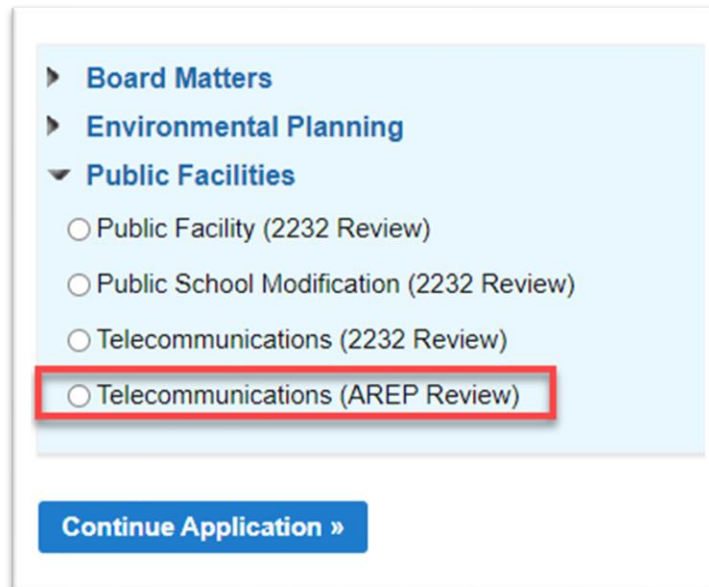 Board Matters
Environmental Planning
Public Facilities
Public Facility (2232 Review)
Public School Modification (2232 Review)
Telecommunications (2232 Review)
Telecommunications (AREP Review)
Continue Application »